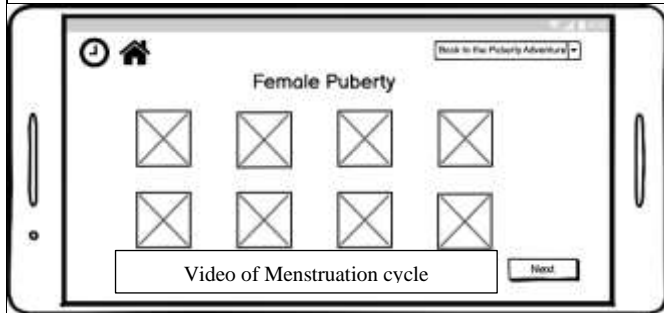 Back to the Puberty Adventure
Female Puberty
Video of Menstruation cycle
Next